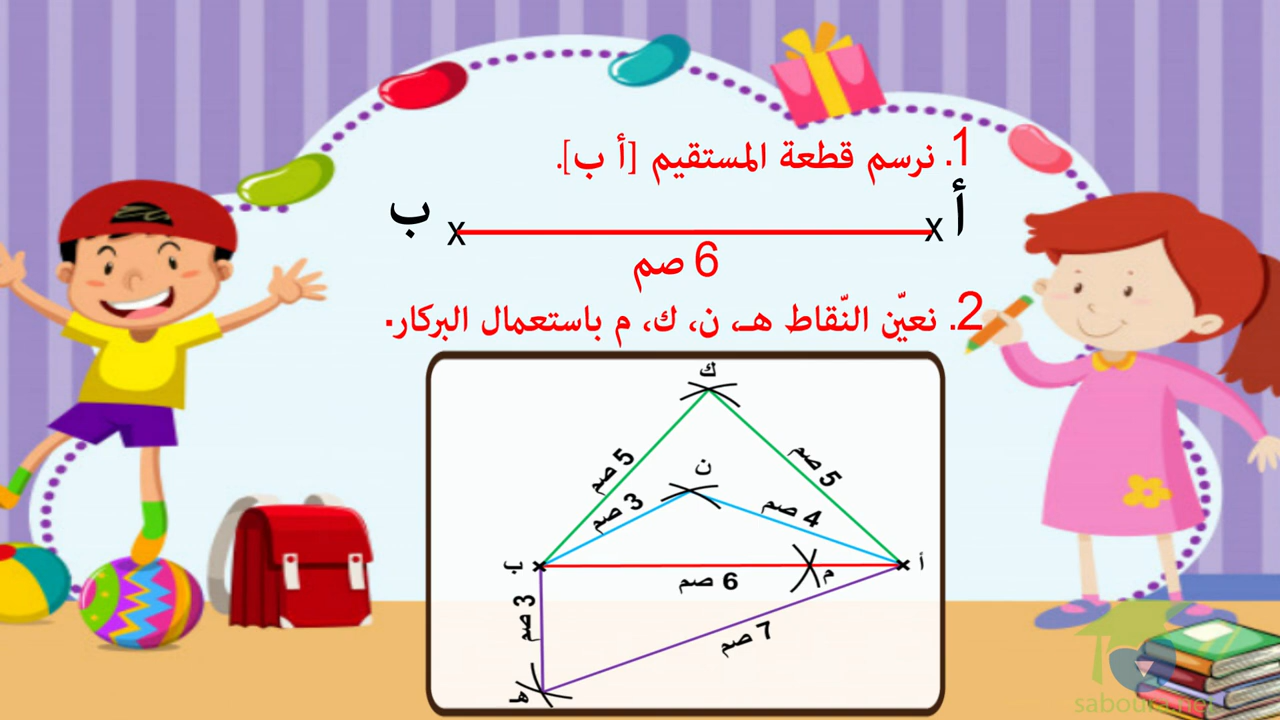 1. نرسم قطعة المستقيم [أ ب].
أ
ب
x x
6 صم
2. نعيّن النّقاط هـ، ن، ك، م باستعمال البركار.
ك
5 صم
5 صم
ن
3 صم
4 صم
ب
أ
م
6 صم
3 صم
7 صم
هـ